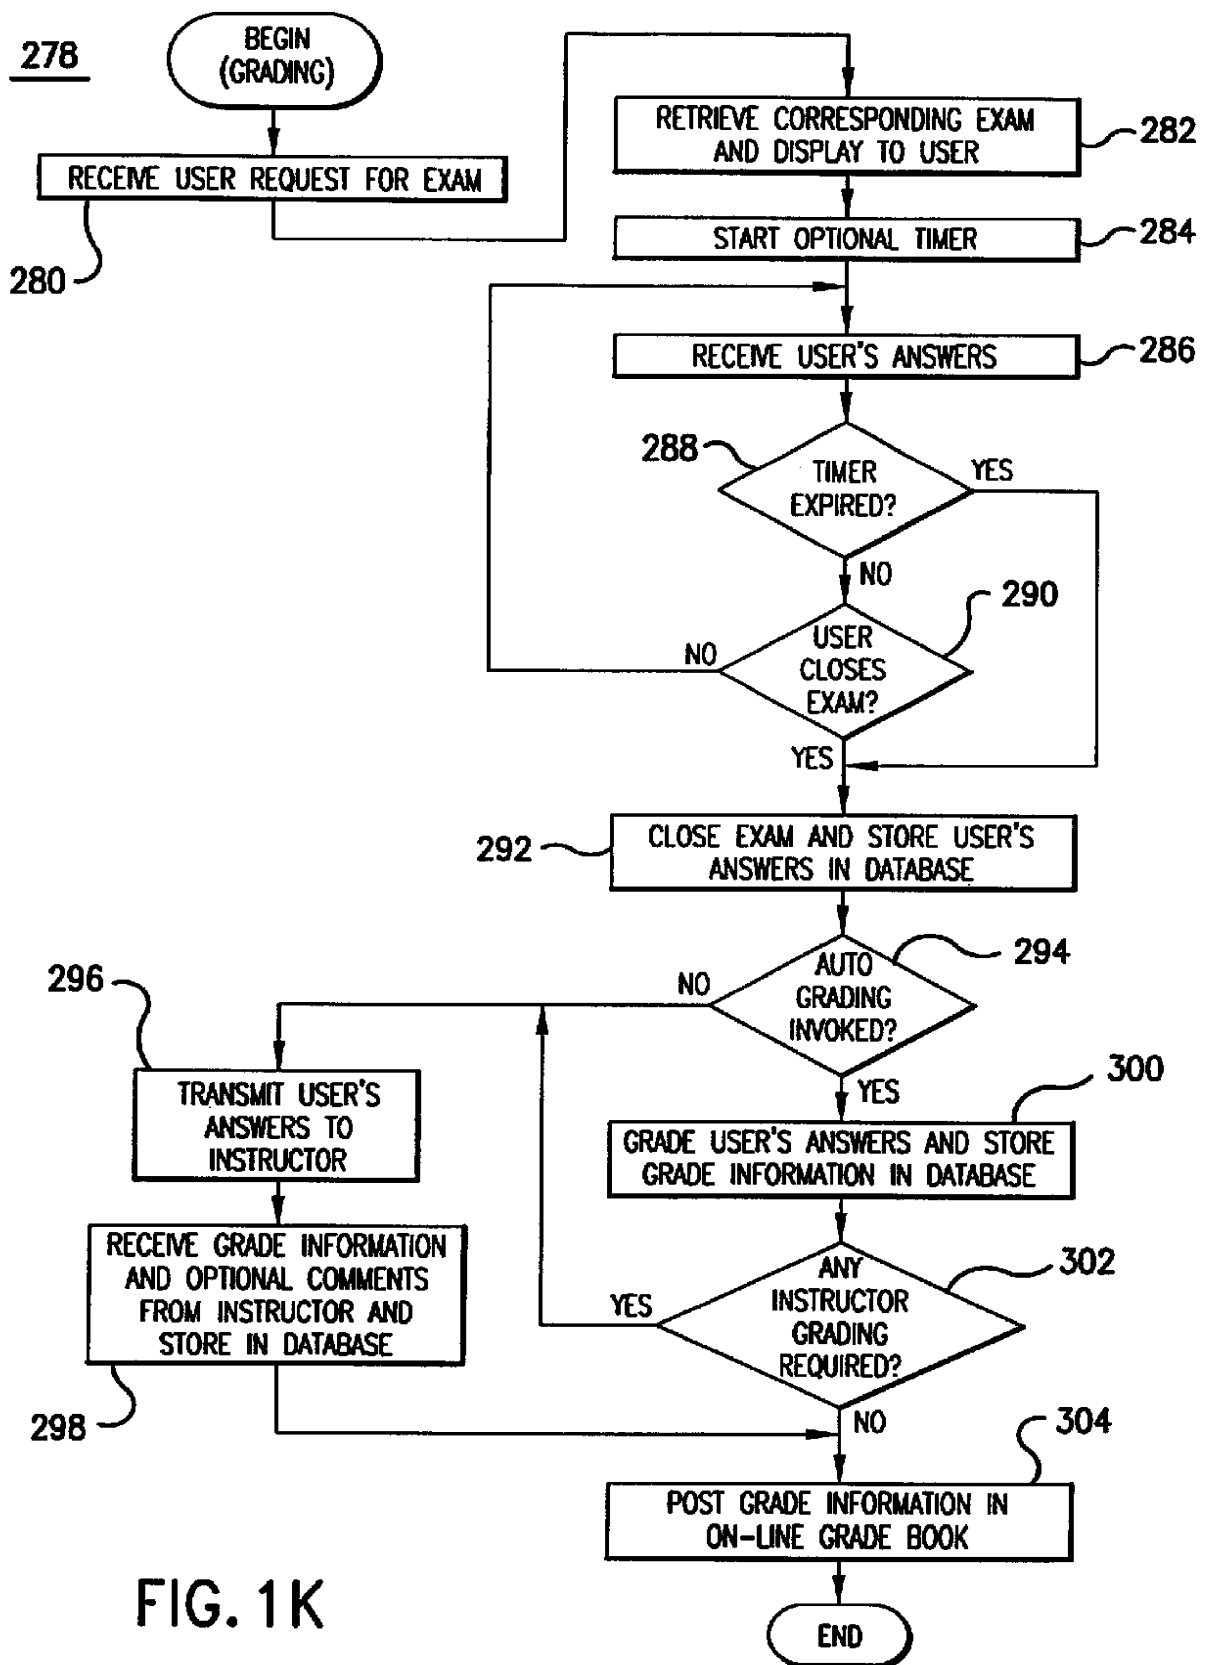 278
BEGIN
(GRADING)
RECEIVE USER REQUEST FOR EXAM
280
RETRIEVE CORRESPONDING EXAM
AND DISPLAY TO USER
282
START OPTIONAL TIMER
284
RECEIVE USER'S ANSWERS
286
288
TIMER
EXPIRED?
YES
NO
290
USER
CLOSES
EXAM?
NO
YES
292
CLOSE EXAM AND STORE USER'S
ANSWERS IN DATABASE
294
AUTO
GRADING
INVOKED?
NO
YES
296
TRANSMIT USER'S
ANSWERS TO
INSTRUCTOR
300
GRADE USER'S ANSWERS AND STORE
GRADE INFORMATION IN DATABASE
RECEIVE GRADE INFORMATION
AND OPTIONAL COMMENTS
FROM INSTRUCTOR AND
STORE IN DATABASE
298
302
ANY
INSTRUCTOR
GRADING
REQUIRED?
YES
NO
304
POST GRADE INFORMATION IN
ON-LINE GRADE BOOK
END
FIG. 1K